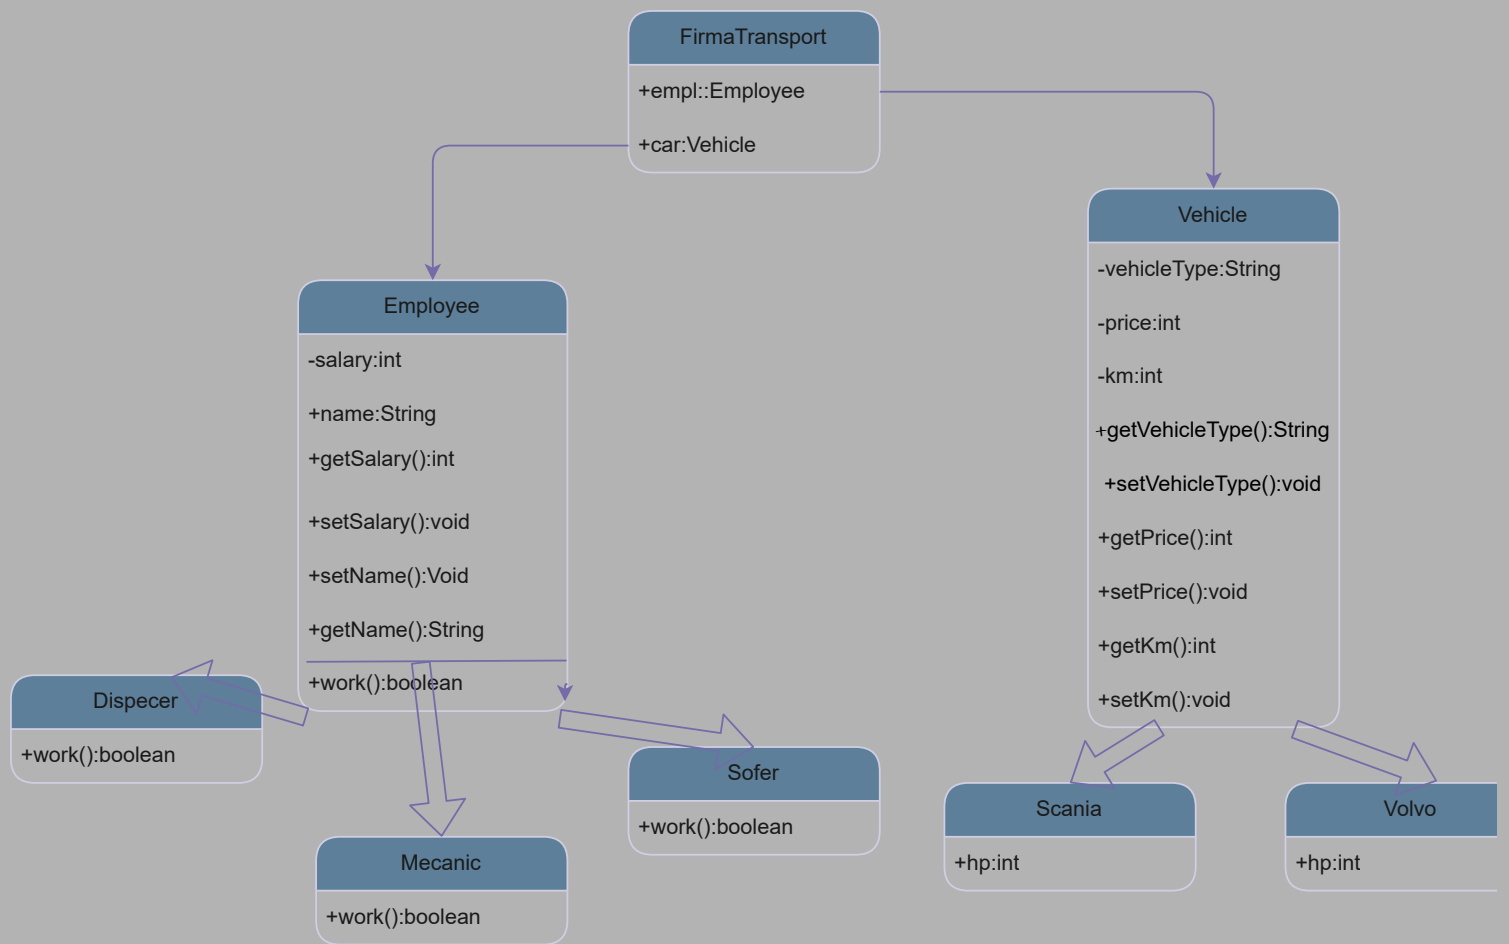 FirmaTransport
+empl::Employee
+car:Vehicle
Employee
-salary:int
+name:String
+getSalary():int
+setSalary():void
+setName():Void
+getName():String
+work():boolean
Vehicle
-vehicleType:String
-price:int
-km:int
+getVehicleType():String
+setVehicleType():void
+getPrice():int
+setPrice():void
+getKm():int
+setKm():void
Dispecer
+work():boolean
Mecanic
+work():boolean
Sofer
+work():boolean
Scania
+hp:int
Volvo
+hp:int